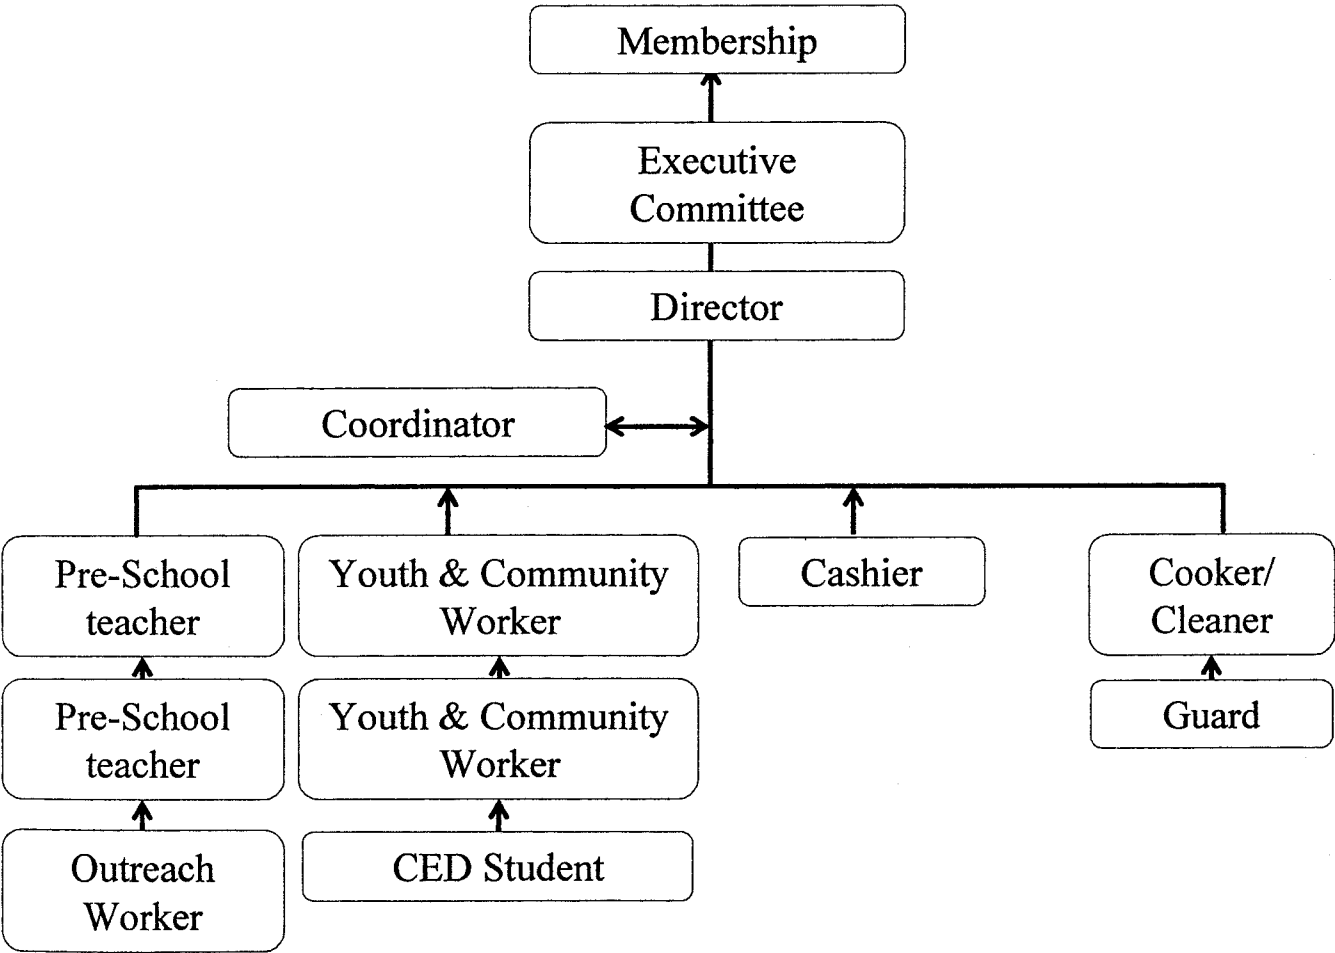 Membership
Executive
Committee
Director
Coordinator
Pre-School
teacher
Youth & Community
Worker
Cashier
Cooker/
Cleaner
Pre-School
teacher
Youth & Community
Worker
Guard
Outreach
Worker
CED Student